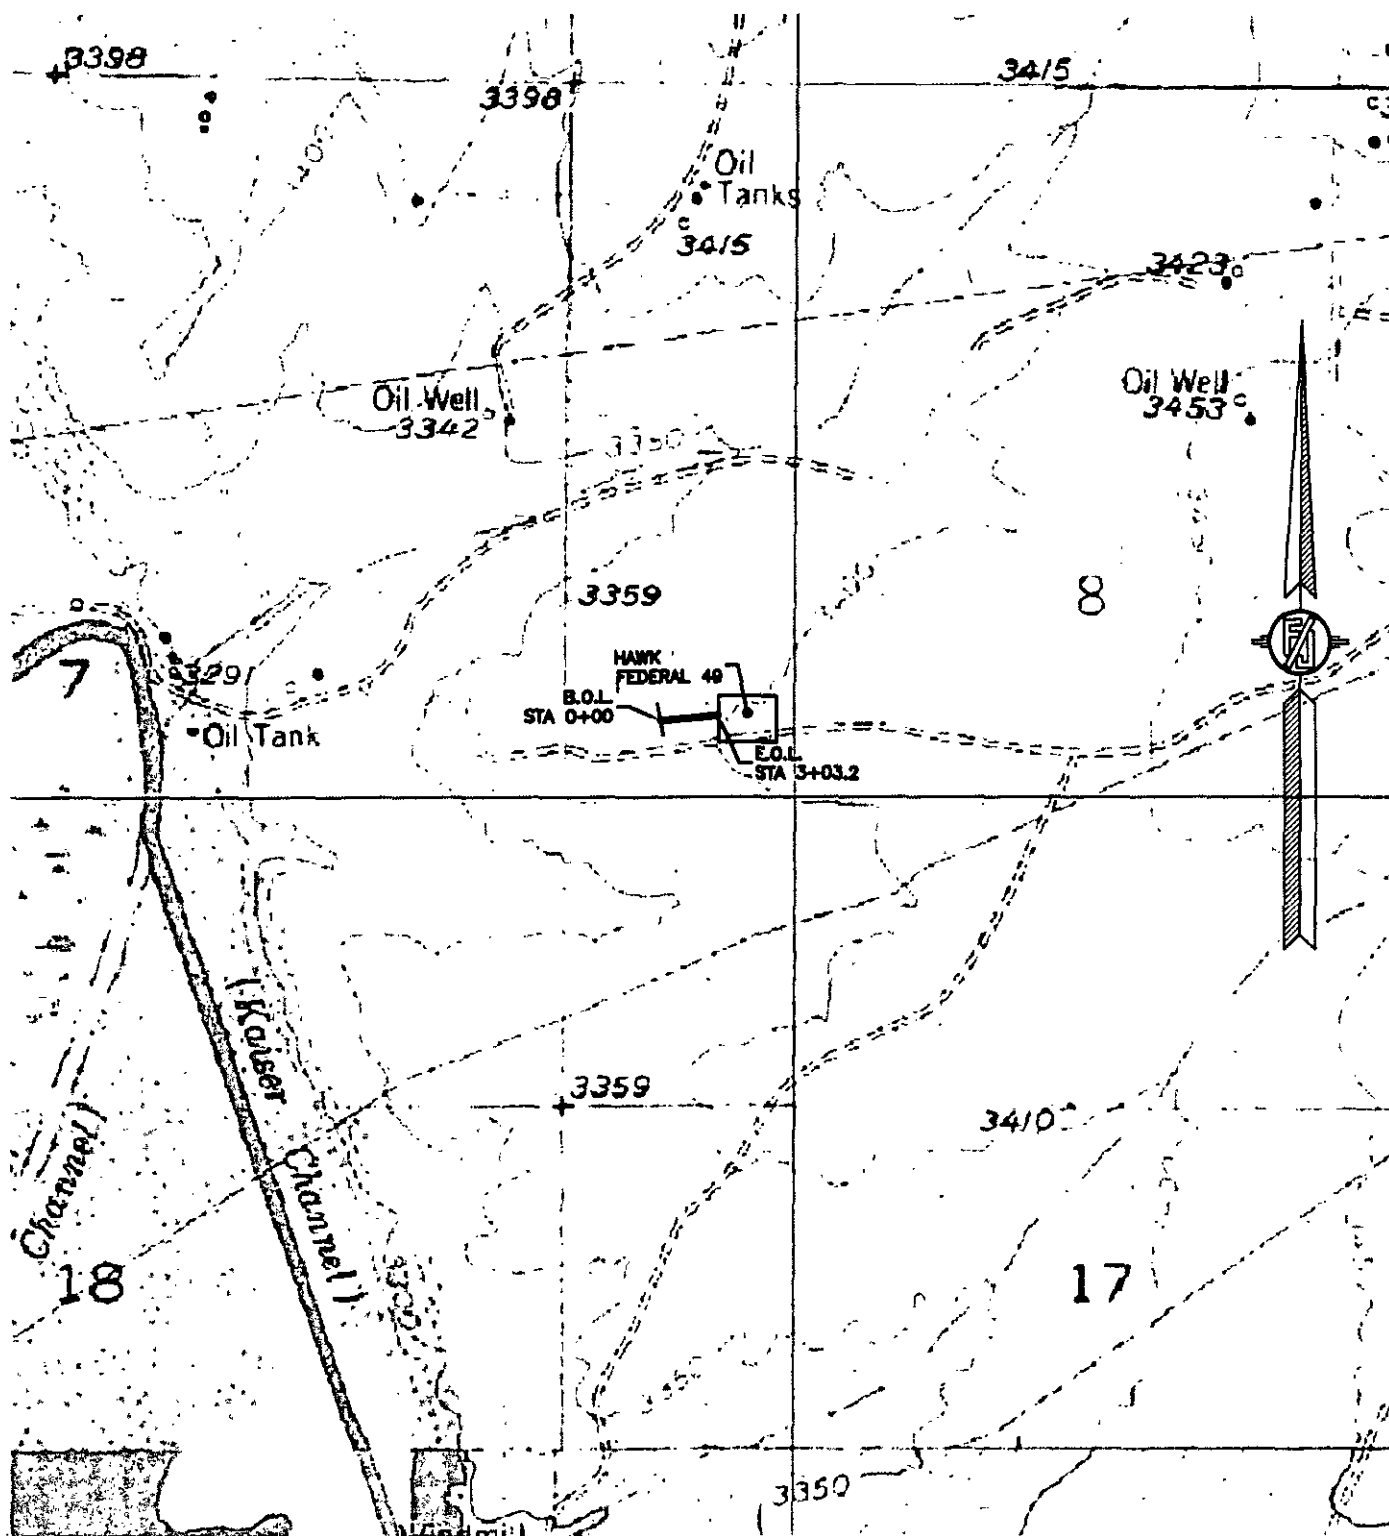 3398
3398
3415
Oil
Tanks
3415
3423
Oil Well
3342
Oil Well
3453
3350
3359
8
7
HAWK
FEDERAL 49
B.O.L.
STA 0+00
E.O.L.
STA 3+03.2
Oil Tank
(Kaiser
Channel)
Channel)
3359
3410
18
17
3350